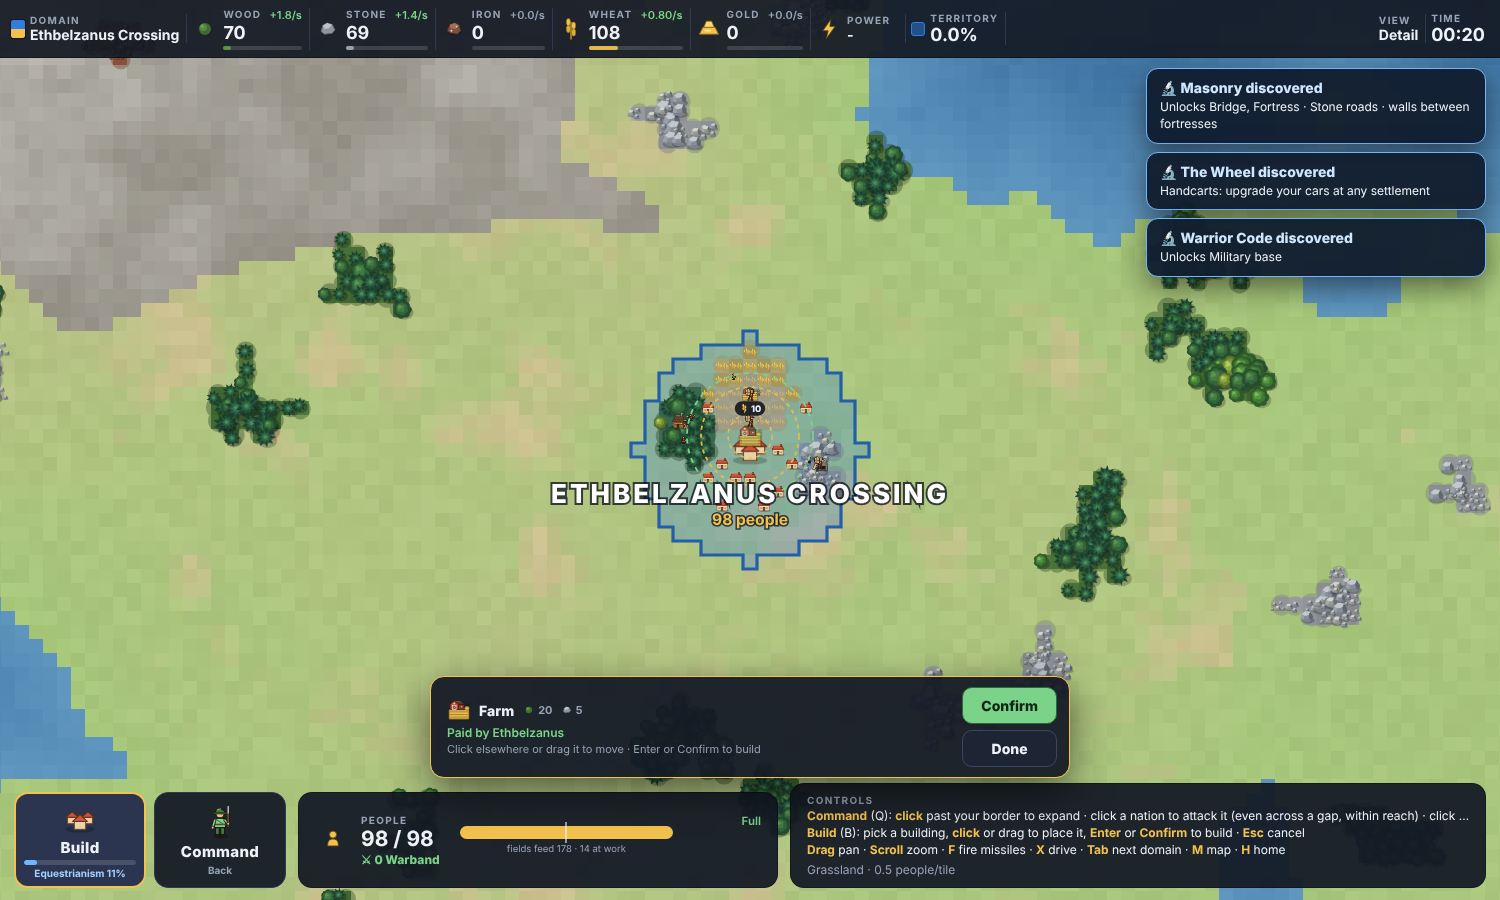 DOMAIN
Ethbelzanus Crossing
WOOD +1.8/s
70
STONE +1.4/s
69
IRON +0.0/s
0
WHEAT +0.80/s
108
GOLD +0.0/s
0
POWER
-
TERRITORY
0.0%
VIEW
Detail
TIME
00:20
Masonry discovered
Unlocks Bridge, Fortress · Stone roads · walls between
fortresses
The Wheel discovered
Handcarts: upgrade your cars at any settlement
Warrior Code discovered
Unlocks Military base
10
ETHBELZANUS CROSSING
98 people
Farm 20 5
Paid by Ethbelzanus
Click elsewhere or drag it to move · Enter or Confirm to build
Confirm
Done
Build
Equestrianism 11%
Command
Back
PEOPLE
98 / 98
0 Warband
Full
fields feed 178 · 14 at work
CONTROLS
Command (Q): click past your border to expand · click a nation to attack it (even across a gap, within reach) · click ...
Build (B): pick a building, click or drag to place it, Enter or Confirm to build · Esc cancel
Drag pan · Scroll zoom · F fire missiles · X drive · Tab next domain · M map · H home
Grassland · 0.5 people/tile